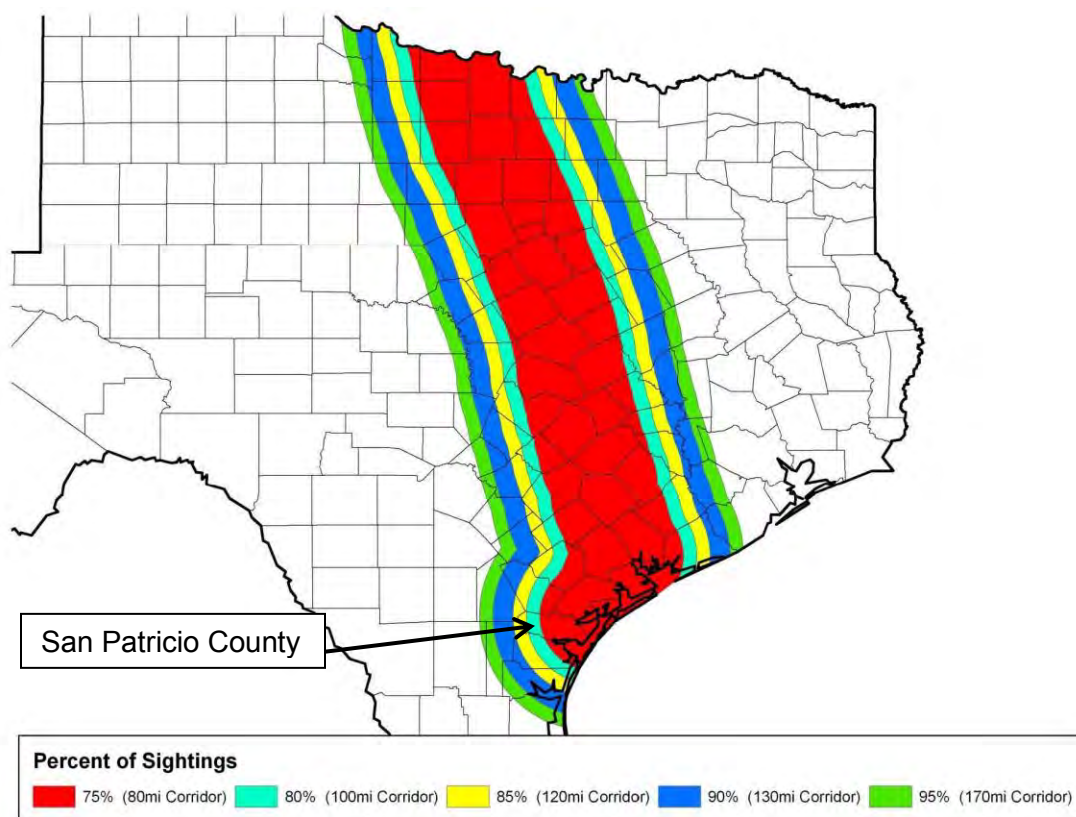 San Patricio County
Percent of Sightings
75% (80mi Corridor) 80% (100mi Corridor) 85% (120mi Corridor) 90% (130mi Corridor) 95% (170mi Corridor)